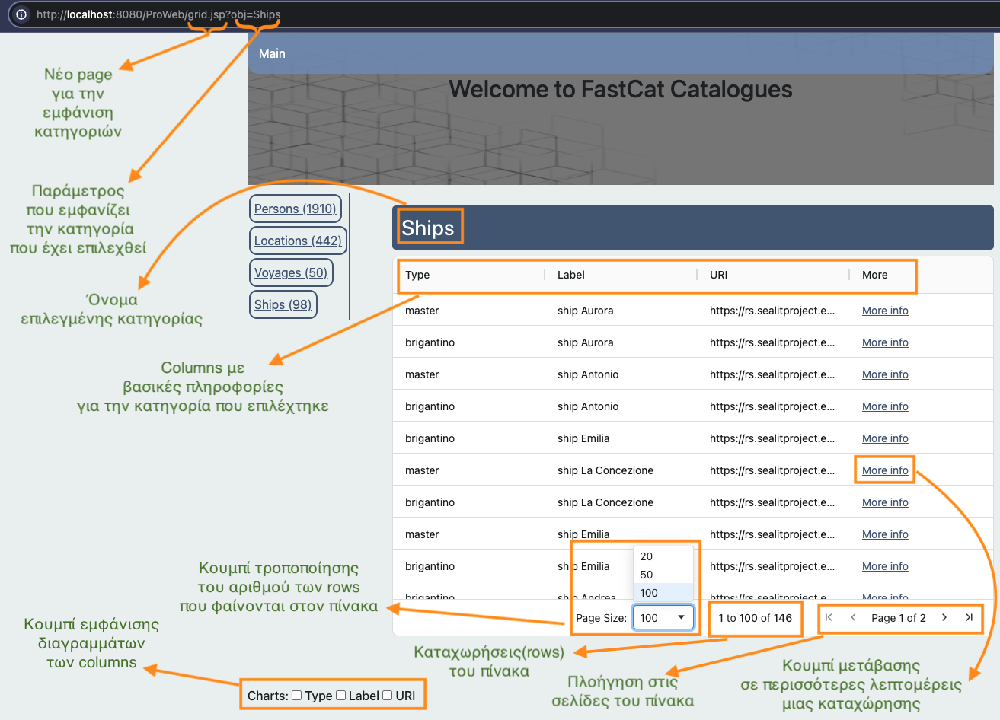 http://localhost:8080/ProWeb/grid.jsp?obj=Ships
Main
Welcome to FastCat Catalogues
Νέο page
για την
εμφάνιση
κατηγοριών
Παράμετρος
που εμφανίζει
την κατηγορία
που έχει επιλεχθεί
Όνομα
επιλεγμένης κατηγορίας
Persons (1910)
Locations (442)
Voyages (50)
Ships (98)
Ships
Type Label URI More
master ship Aurora https://rs.sealitproject.e... More info
brigantino ship Aurora https://rs.sealitproject.e... More info
master ship Antonio https://rs.sealitproject.e... More info
brigantino ship Antonio https://rs.sealitproject.e... More info
brigantino ship Emilia https://rs.sealitproject.e... More info
master ship La Concezione https://rs.sealitproject.e... More info
brigantino ship La Concezione https://rs.sealitproject.e... More info
master ship Emilia https://rs.sealitproject.e... More info
brigantino ship Emilia https://rs.sealitproject.e... More info
brigantino ship Andrea https://rs.sealitproject.e... More info
20
50
100
Page Size: 100 1 to 100 of 146 Page 1 of 2
Columns με
βασικές πληροφορίες
για την κατηγορία που επιλέχτηκε
Κουμπί τροποποίησης
του αριθμού των rows
που φαίνονται στον πίνακα
Κουμπί εμφάνισης
διαγραμμάτων
των columns
Καταχωρήσεις(rows)
του πίνακα
Πλοήγηση στις
σελίδες του πίνακα
Κουμπί μετάβασης
σε περισσότερες λεπτομέρεις
μιας καταχώρησης
Charts: Type Label URI